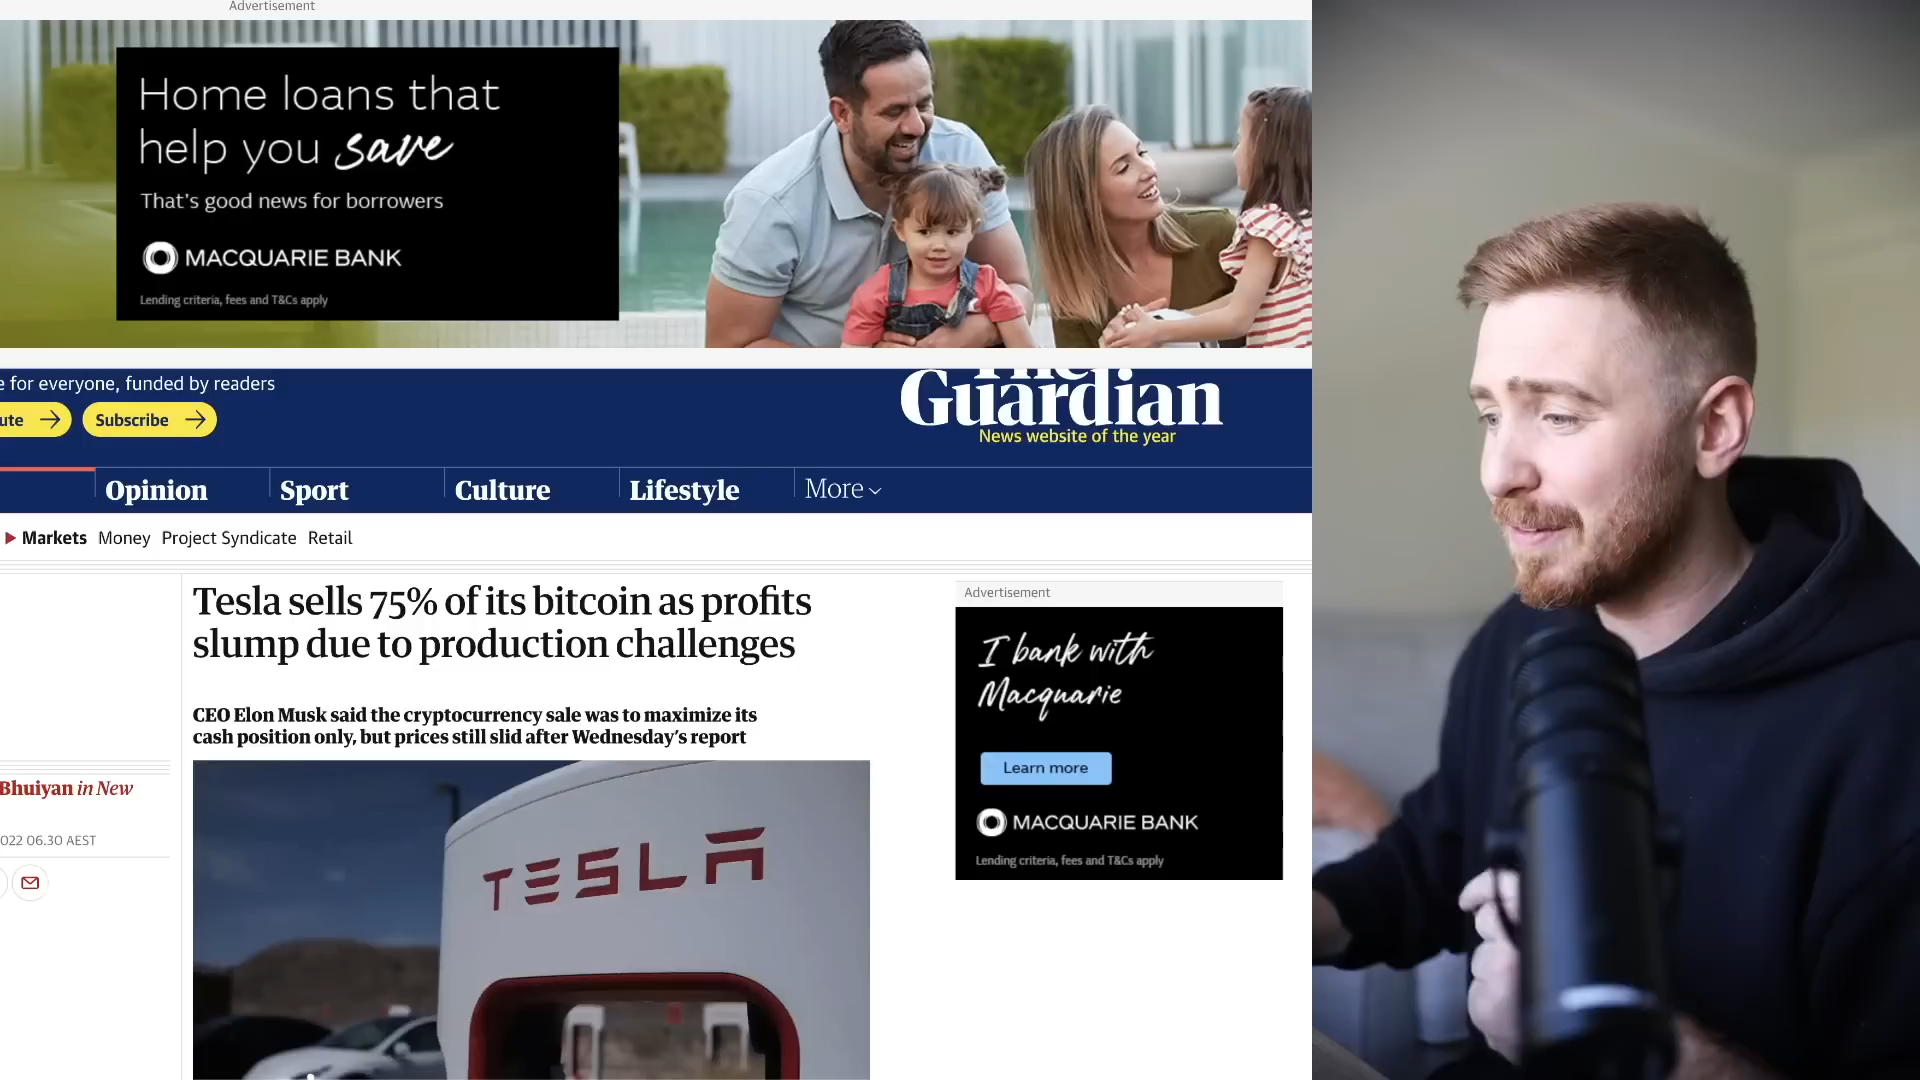 Advertisement
Home loans that
help you save
That's good news for borrowers
MACQUARIE BANK
Lending criteria, fees and T&Cs apply
e for everyone, funded by readers
ute
Subscribe
The
Guardian
News website of the year
Opinion
Sport
Culture
Lifestyle
More
Markets
Money
Project Syndicate
Retail
Tesla sells 75% of its bitcoin as profits
slump due to production challenges
CEO Elon Musk said the cryptocurrency sale was to maximize its
cash position only, but prices still slid after Wednesday's report
Bhuiyan in New
022 06.30 AEST
TESLA
Advertisement
I bank with
Macquarie
Learn more
MACQUARIE BANK
Lending criteria, fees and T&Cs apply